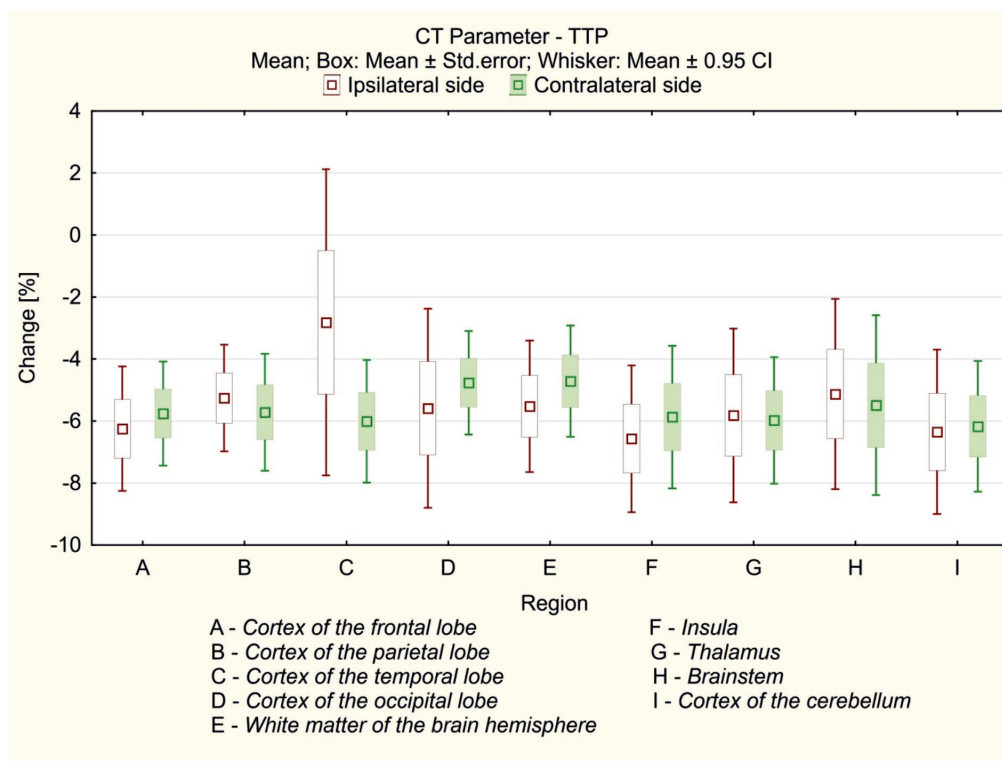 CT Parameter - TTP
Mean; Box: Mean ± Std.error; Whisker: Mean ± 0.95 CI
Ipsilateral side Contralateral side
4
2
0
-2
-4
-6
-8
-10
Change [%]
A B C D E F G H I
Region
A - Cortex of the frontal lobe
B - Cortex of the parietal lobe
C - Cortex of the temporal lobe
D - Cortex of the occipital lobe
E - White matter of the brain hemisphere
F - Insula
G - Thalamus
H - Brainstem
I - Cortex of the cerebellum